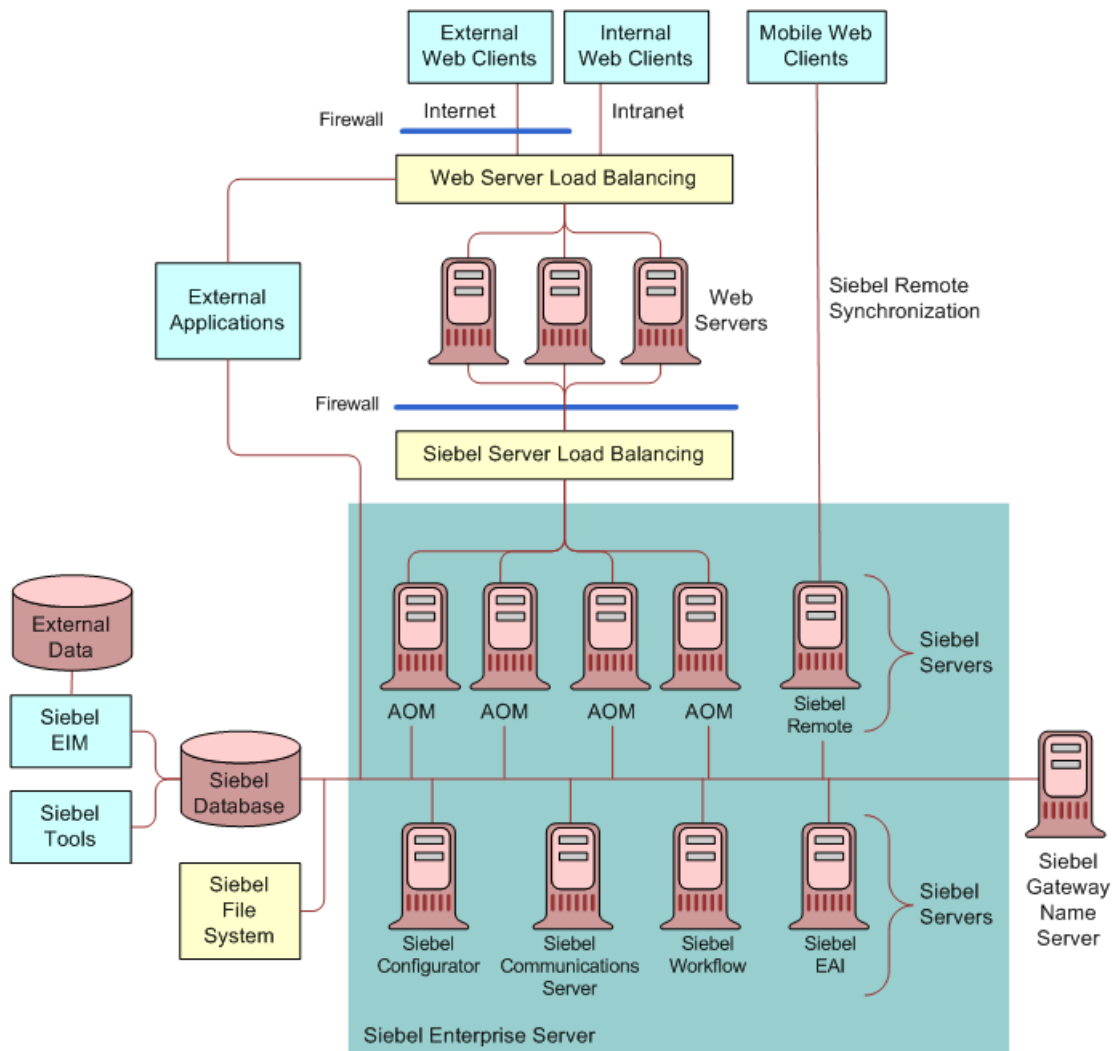 External
Web Clients
Internal
Web Clients
Mobile Web
Clients
Firewall
Internet
Intranet
Web Server Load Balancing
External
Applications
Web
Servers
Siebel Remote
Synchronization
Firewall
Siebel Server Load Balancing
External
Data
AOM
AOM
AOM
AOM
Siebel
Remote
Siebel
Servers
Siebel
EIM
Siebel
Tools
Siebel
Database
Siebel
File
System
Siebel
Configurator
Siebel
Communications
Server
Siebel
Workflow
Siebel
EAI
Siebel
Servers
Siebel
Gateway
Name
Server
Siebel Enterprise Server